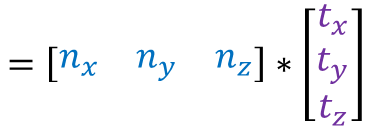 = [n_x n_y n_z] * [t_x
t_y
t_z]